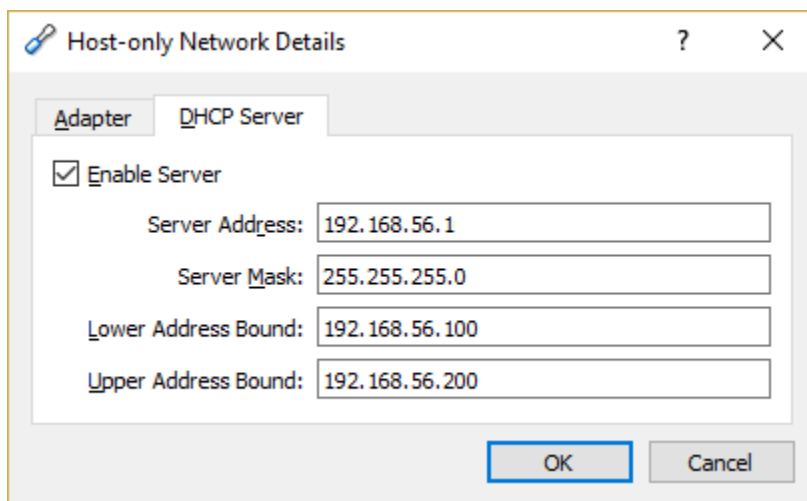 Host-only Network Details ?
Adapter DHCP Server
Enable Server
Server Address: 192.168.56.1
Server Mask: 255.255.255.0
Lower Address Bound: 192.168.56.100
Upper Address Bound: 192.168.56.200
OK Cancel